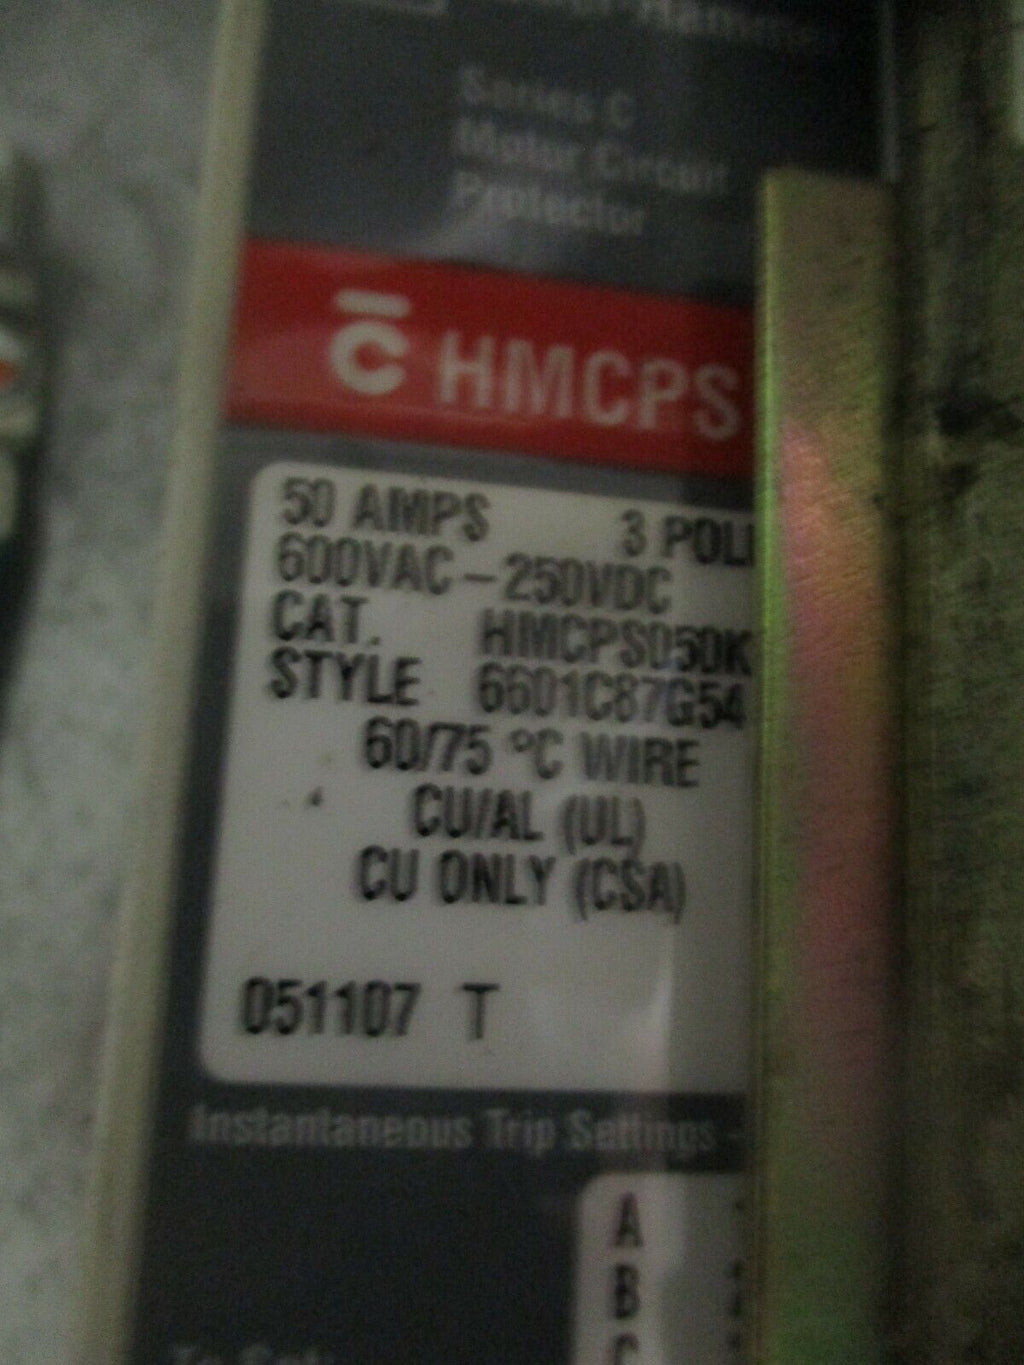 Series C
Motor Circuit
Protector
C HMCPS
50 AMPS 3 POL
600VAC-250VDC
CAT. HMCPS050K
STYLE 6601C87G54
60/75 °C WIRE
CU/AL (UL)
CU ONLY (CSA)
051107 T
Instantaneous Trip Settings -
A
B
C